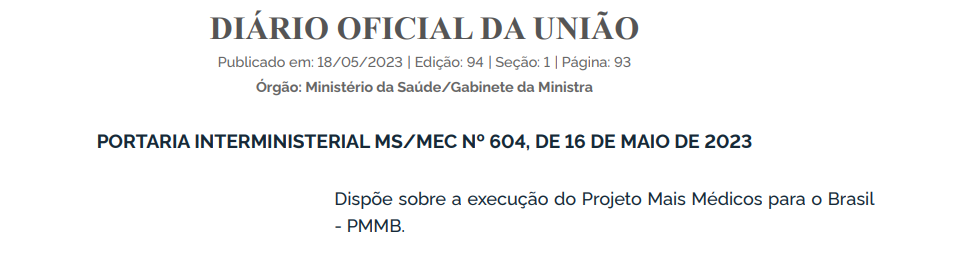 DIÁRIO OFICIAL DA UNIÃO
Publicado em: 18/05/2023 | Edição: 94 | Seção: 1 | Página: 93
Órgão: Ministério da Saúde/Gabinete da Ministra
PORTARIA INTERMINISTERIAL MS/MEC Nº 604, DE 16 DE MAIO DE 2023
Dispõe sobre a execução do Projeto Mais Médicos para o Brasil
- PMMB.